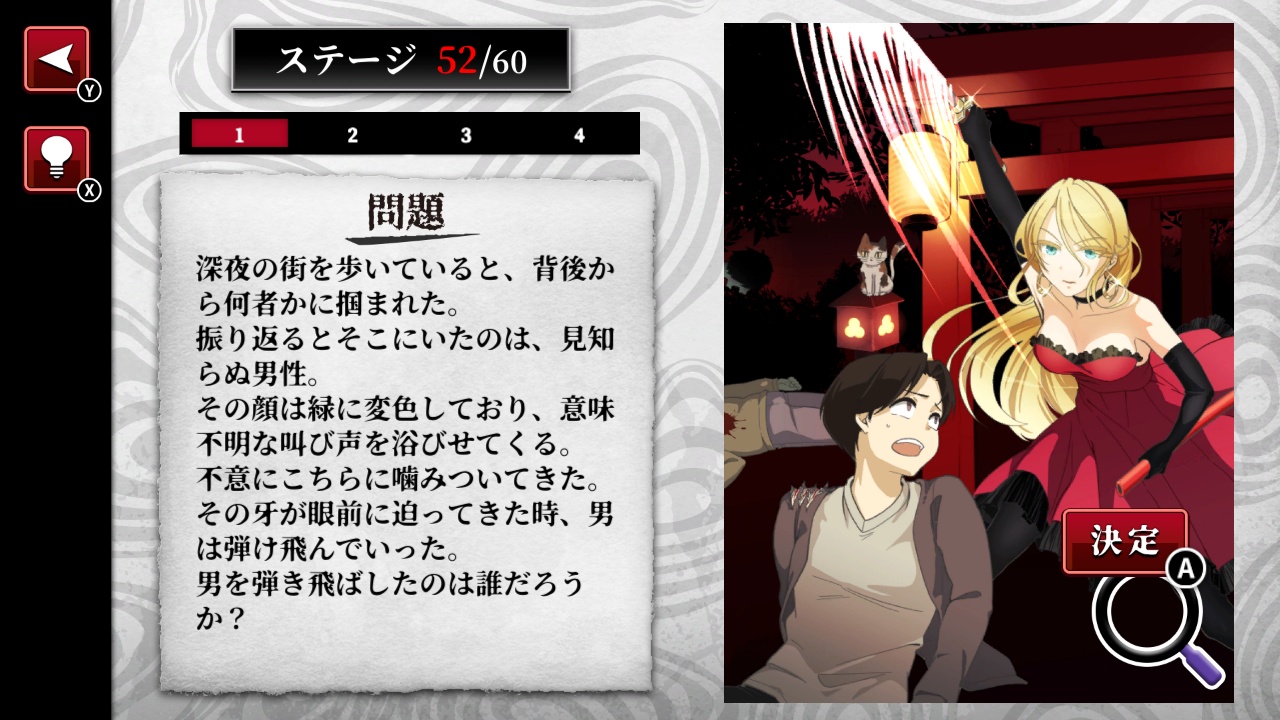 Y
X
ステージ 52/60
1 2 3 4
問題
深夜の街を歩いていると、背後か
ら何者かに掴まれた。
振り返るとそこにいたのは、見知
らぬ男性。
その顔は緑に変色しており、意味
不明な叫び声を浴びせてくる。
不意にこちらに噛みついてきた。
その牙が眼前に迫ってきた時、男
は弾け飛んでいった。
男を弾き飛ばしたのは誰だろう
か？
決定
A